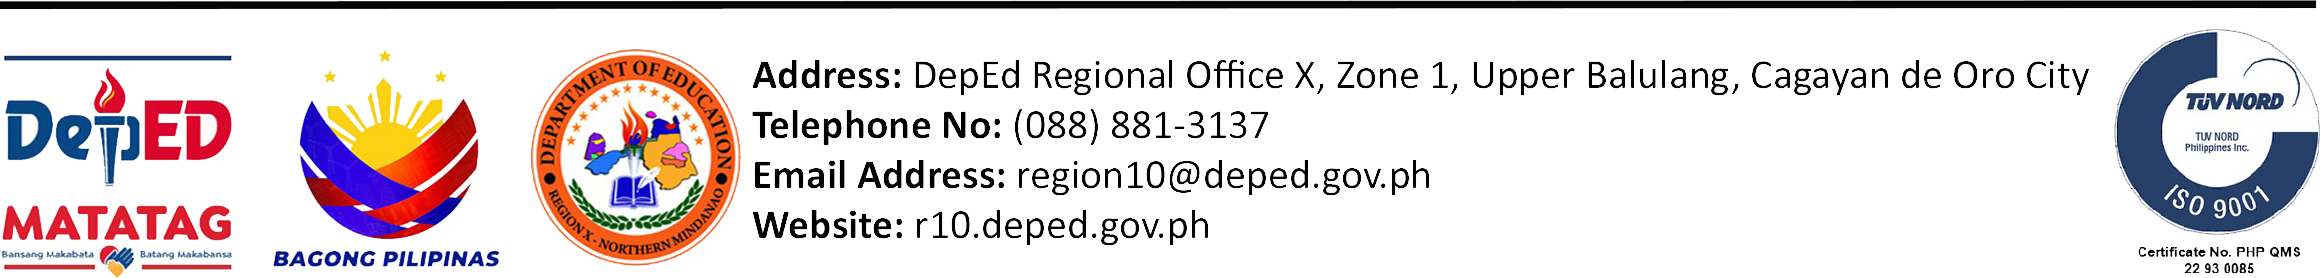 DepED
MATATAG
Bansang Makabata Batang Makabansa
BAGONG PILIPINAS
DEPARTMENT OF EDUCATION
REGION X - NORTHERN MINDANAO
Address: DepEd Regional Office X, Zone 1, Upper Balulang, Cagayan de Oro City
Telephone No: (088) 881-3137
Email Address: region10@deped.gov.ph
Website: r10.deped.gov.ph
TÜV NORD
TUV NORD
Philippines Inc.
ISO 9001
Certificate No. PHP QMS
22 93 0085